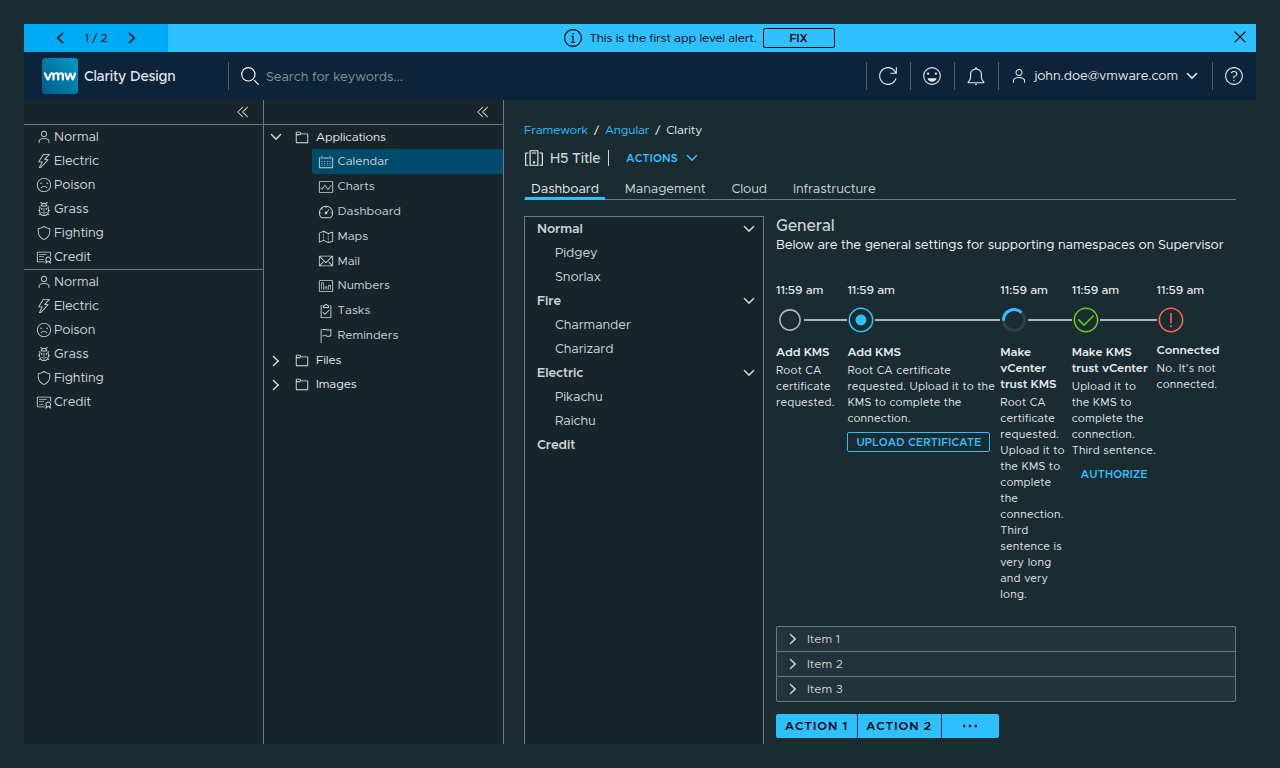 1 / 2
This is the first app level alert.
FIX
vmw
Clarity Design
Search for keywords...
john.doe@vmware.com
Normal
Electric
Poison
Grass
Fighting
Credit
Normal
Electric
Poison
Grass
Fighting
Credit
Applications
Calendar
Charts
Dashboard
Maps
Mail
Numbers
Tasks
Reminders
Files
Images
Framework / Angular / Clarity
H5 Title
ACTIONS
Dashboard
Management
Cloud
Infrastructure
Normal
Pidgey
Snorlax
Fire
Charmander
Charizard
Electric
Pikachu
Raichu
Credit
General
Below are the general settings for supporting namespaces on Supervisor
11:59 am
Add KMS
Root CA
certificate
requested.
11:59 am
Add KMS
Root CA certificate
requested. Upload it to the
KMS to complete the
connection.
UPLOAD CERTIFICATE
11:59 am
Make
vCenter
trust KMS
Root CA
certificate
requested.
Upload it to
the KMS to
complete
the
connection.
Third
sentence is
very long
and very
long.
11:59 am
Make KMS
trust vCenter
Upload it to
the KMS to
complete the
connection.
Third sentence.
AUTHORIZE
11:59 am
Connected
No. It's not
connected.
Item 1
Item 2
Item 3
ACTION 1
ACTION 2
...